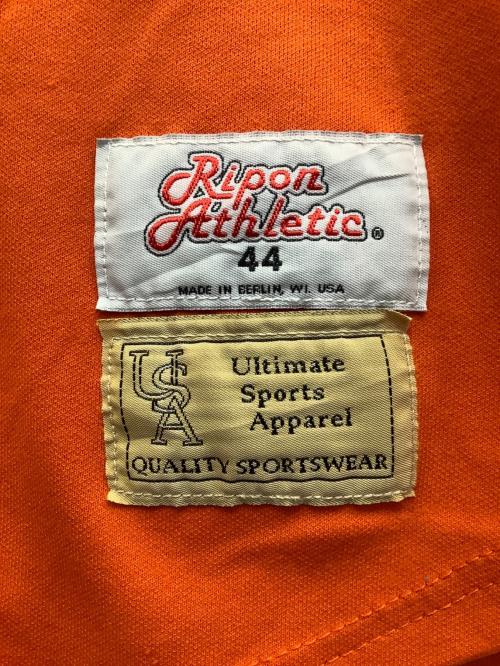 Ripon
Athletic®
44
MADE IN BERLIN, WI. USA
USA
Ultimate
Sports
Apparel
QUALITY SPORTSWEAR